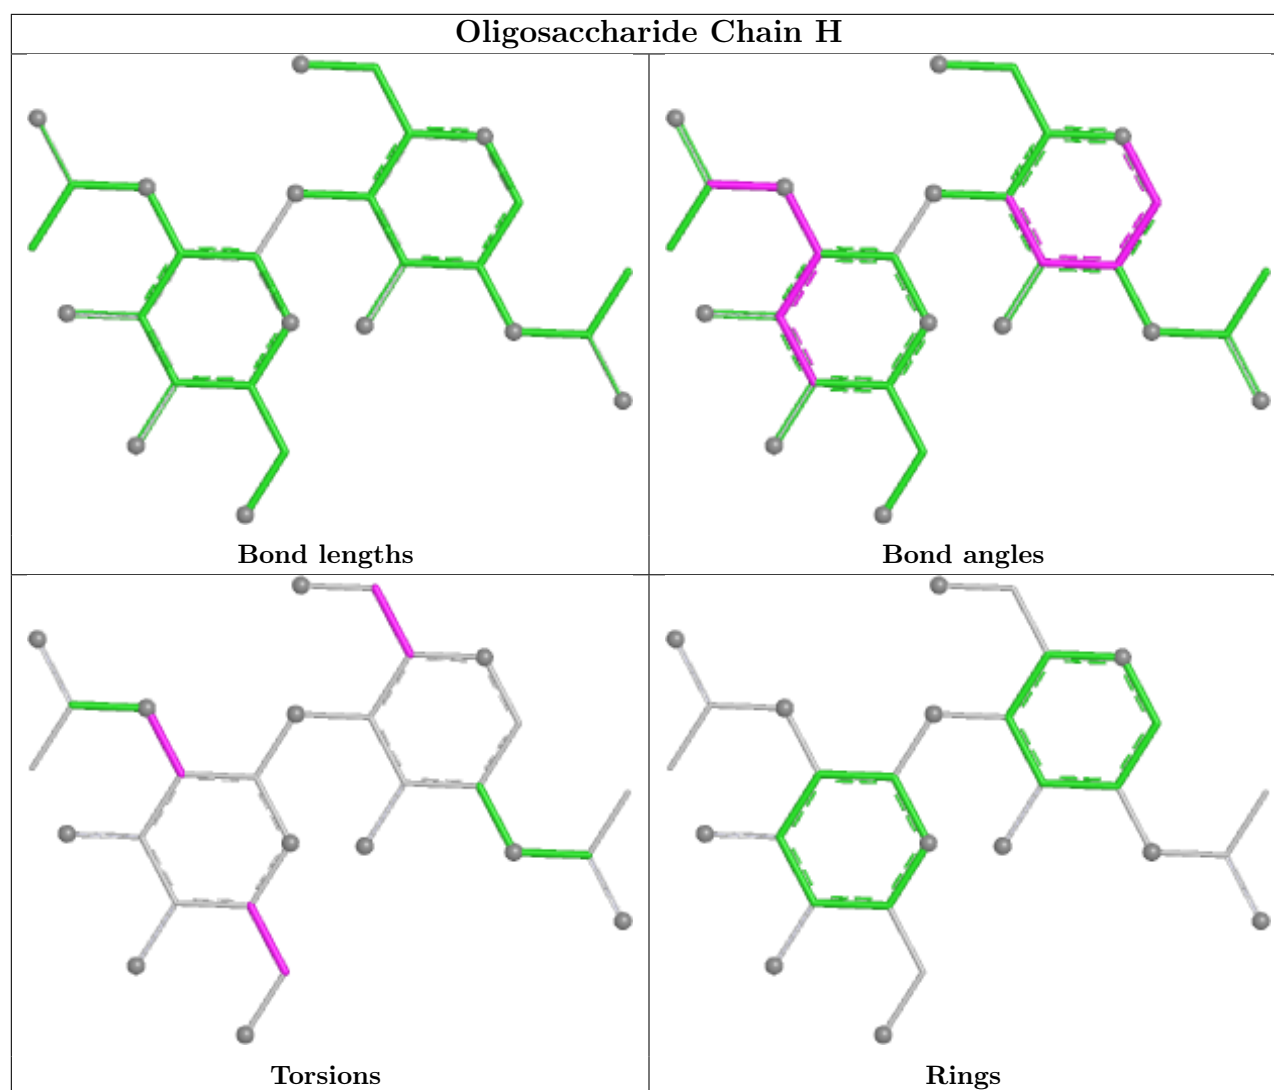 Oligosaccharide Chain H
Bond lengths
Bond angles
Torsions
Rings